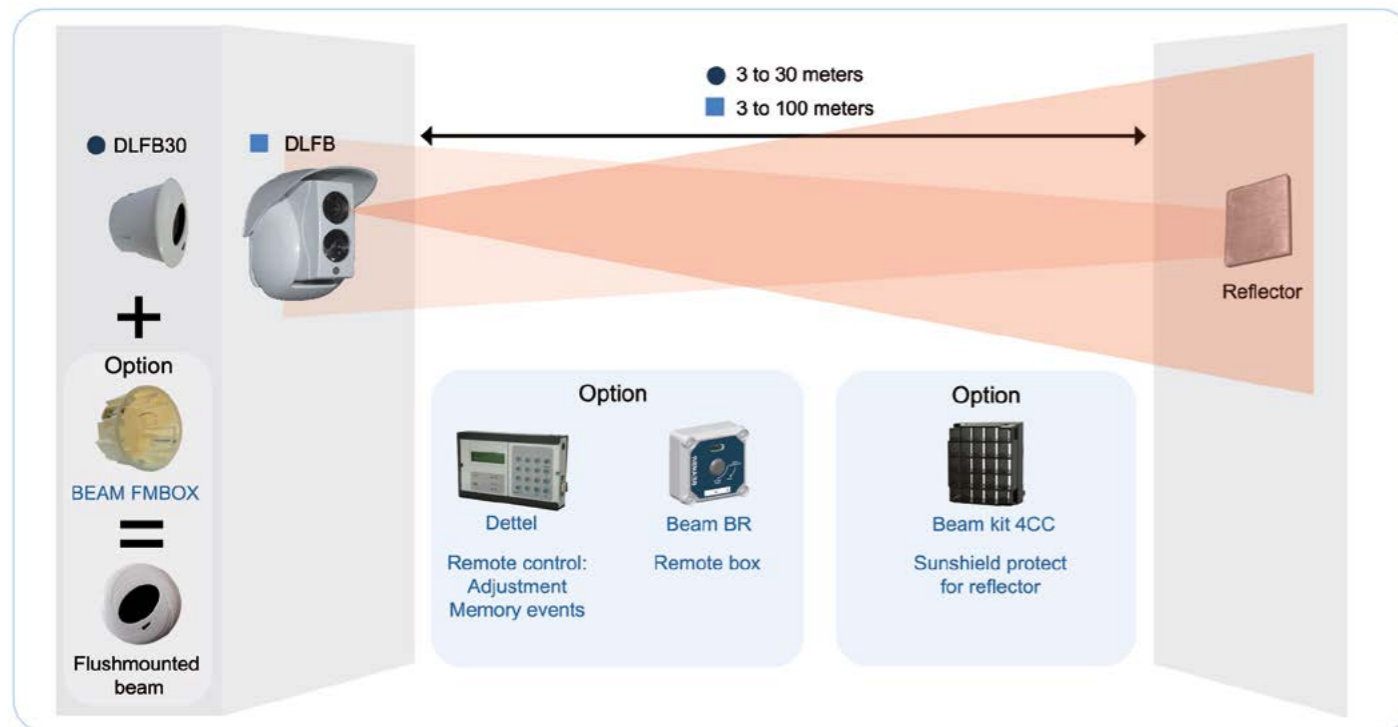 3 to 30 meters
3 to 100 meters
DLFB30
DLFB
Reflector
Option
BEAM FMBOX
Flushmounted
beam
Option
Dettel
Remote control:
Adjustment
Memory events
Beam BR
Remote box
Option
Beam kit 4CC
Sunshield protect
for reflector